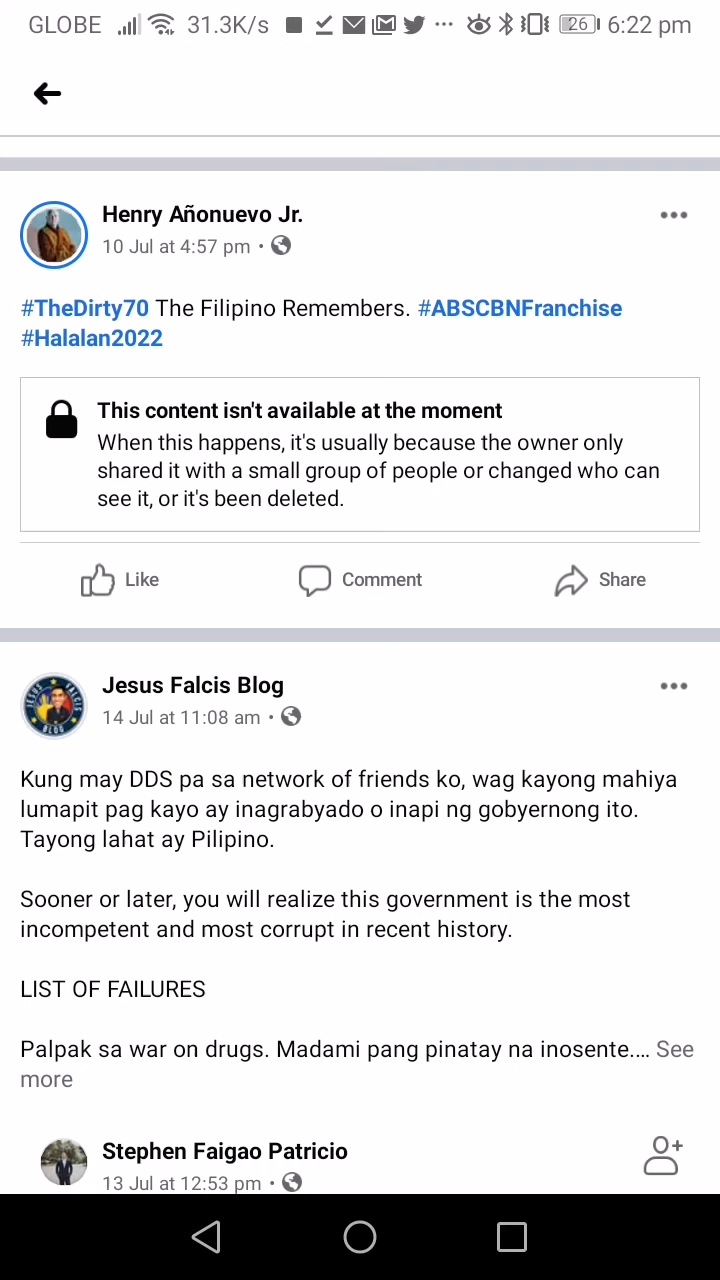 GLOBE 31.3K/s ... 26 6:22 pm
Henry Añonuevo Jr.
10 Jul at 4:57 pm •
#TheDirty70 The Filipino Remembers. #ABSCBNFranchise
#Halalan2022
This content isn't available at the moment
When this happens, it's usually because the owner only
shared it with a small group of people or changed who can
see it, or it's been deleted.
Like Comment Share
JESUS FALCIS
BLOG
Jesus Falcis Blog
14 Jul at 11:08 am •
Kung may DDS pa sa network of friends ko, wag kayong mahiya
lumapit pag kayo ay inagrabyado o inapi ng gobyernong ito.
Tayong lahat ay Pilipino.
Sooner or later, you will realize this government is the most
incompetent and most corrupt in recent history.
LIST OF FAILURES
Palpak sa war on drugs. Madami pang pinatay na inosente.... See
more
Stephen Faigao Patricio
13 Jul at 12:53 pm •